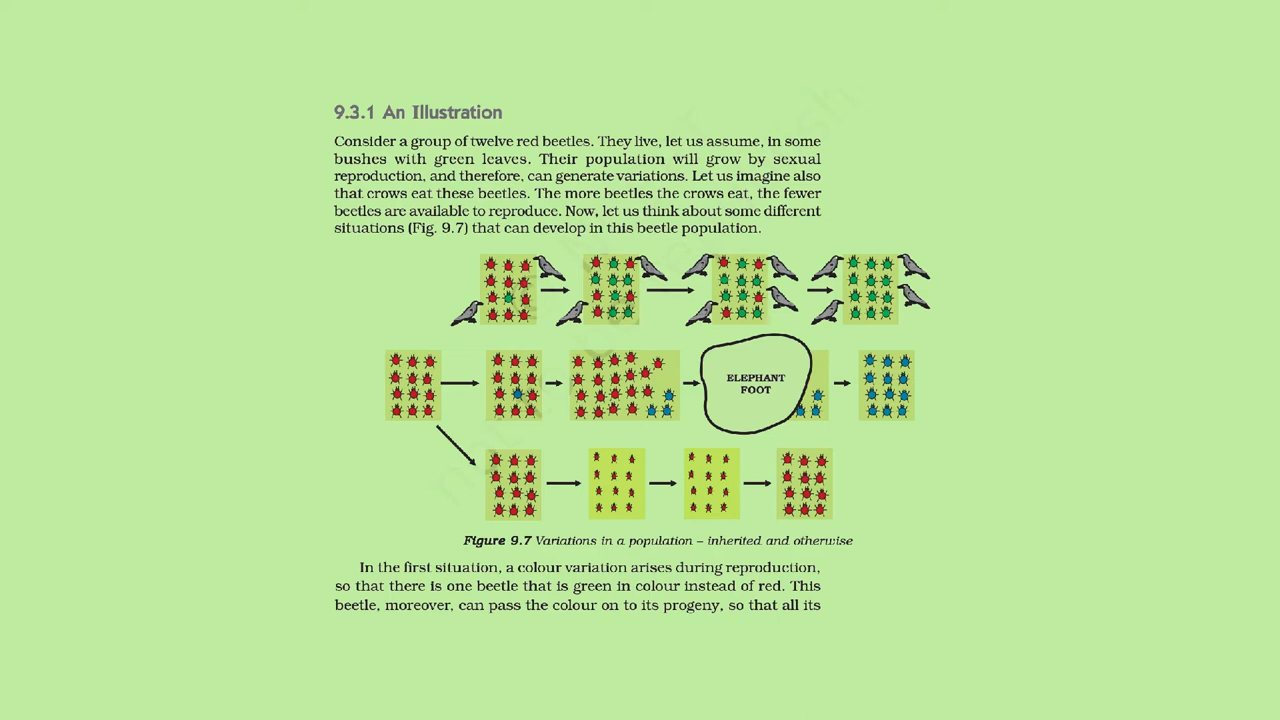 9.3.1 An Illustration
Consider a group of twelve red beetles. They live, let us assume, in some
bushes with green leaves. Their population will grow by sexual
reproduction, and therefore, can generate variations. Let us imagine also
that crows eat these beetles. The more beetles the crows eat, the fewer
beetles are available to reproduce. Now, let us think about some different
situations (Fig. 9.7) that can develop in this beetle population.
ELEPHANT
FOOT
Figure 9.7 Variations in a population – inherited and otherwise
In the first situation, a colour variation arises during reproduction,
so that there is one beetle that is green in colour instead of red. This
beetle, moreover, can pass the colour on to its progeny, so that all its